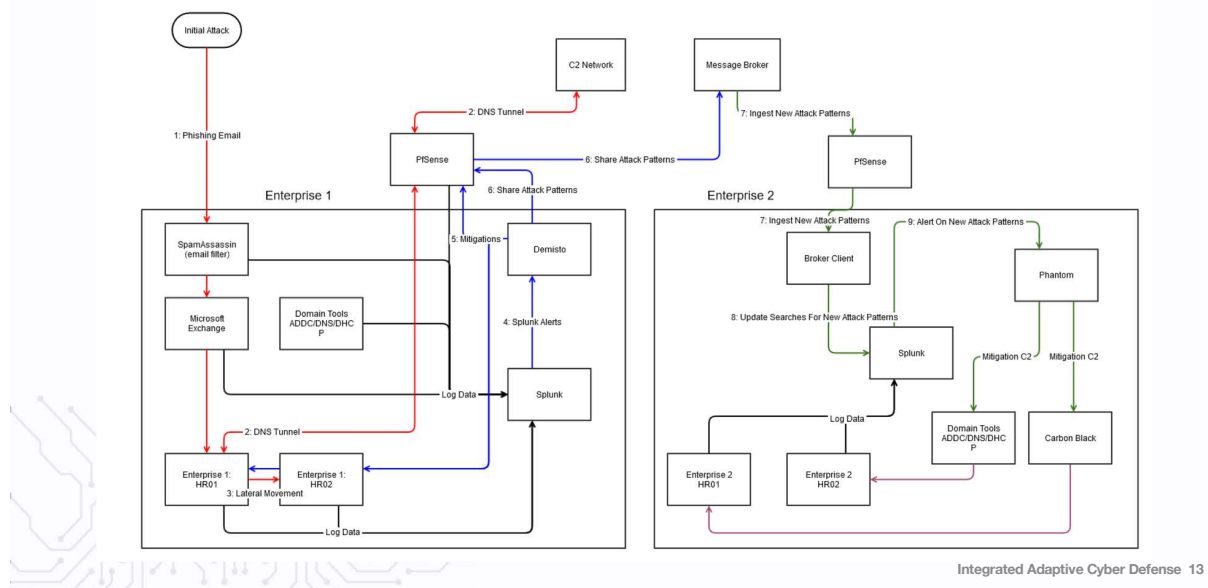 Initial Attack
C2 Network
Message Broker
2: DNS Tunnel
7: Ingest New Attack Patterns
1: Phishing Email
PfSense
6: Share Attack Patterns
PfSense
6: Share Attack Patterns
Enterprise 1
Enterprise 2
7: Ingest New Attack Patterns
9: Alert On New Attack Patterns
5: Mitigations
SpamAssassin
(email filter)
Demisto
Broker Client
Phantom
Microsoft
Exchange
Domain Tools
ADDC/DNS/DHC
P
4: Splunk Alerts
8: Update Searches For New Attack Patterns
Splunk
Mitigation C2
Mitigation C2
Log Data
Splunk
Log Data
2: DNS Tunnel
Domain Tools
ADDC/DNS/DHC
P
Carbon Black
Enterprise 1:
HR01
Enterprise 1:
HR02
Enterprise 2
HR01
Enterprise 2
HR02
3: Lateral Movement
Log Data
Integrated Adaptive Cyber Defense 13